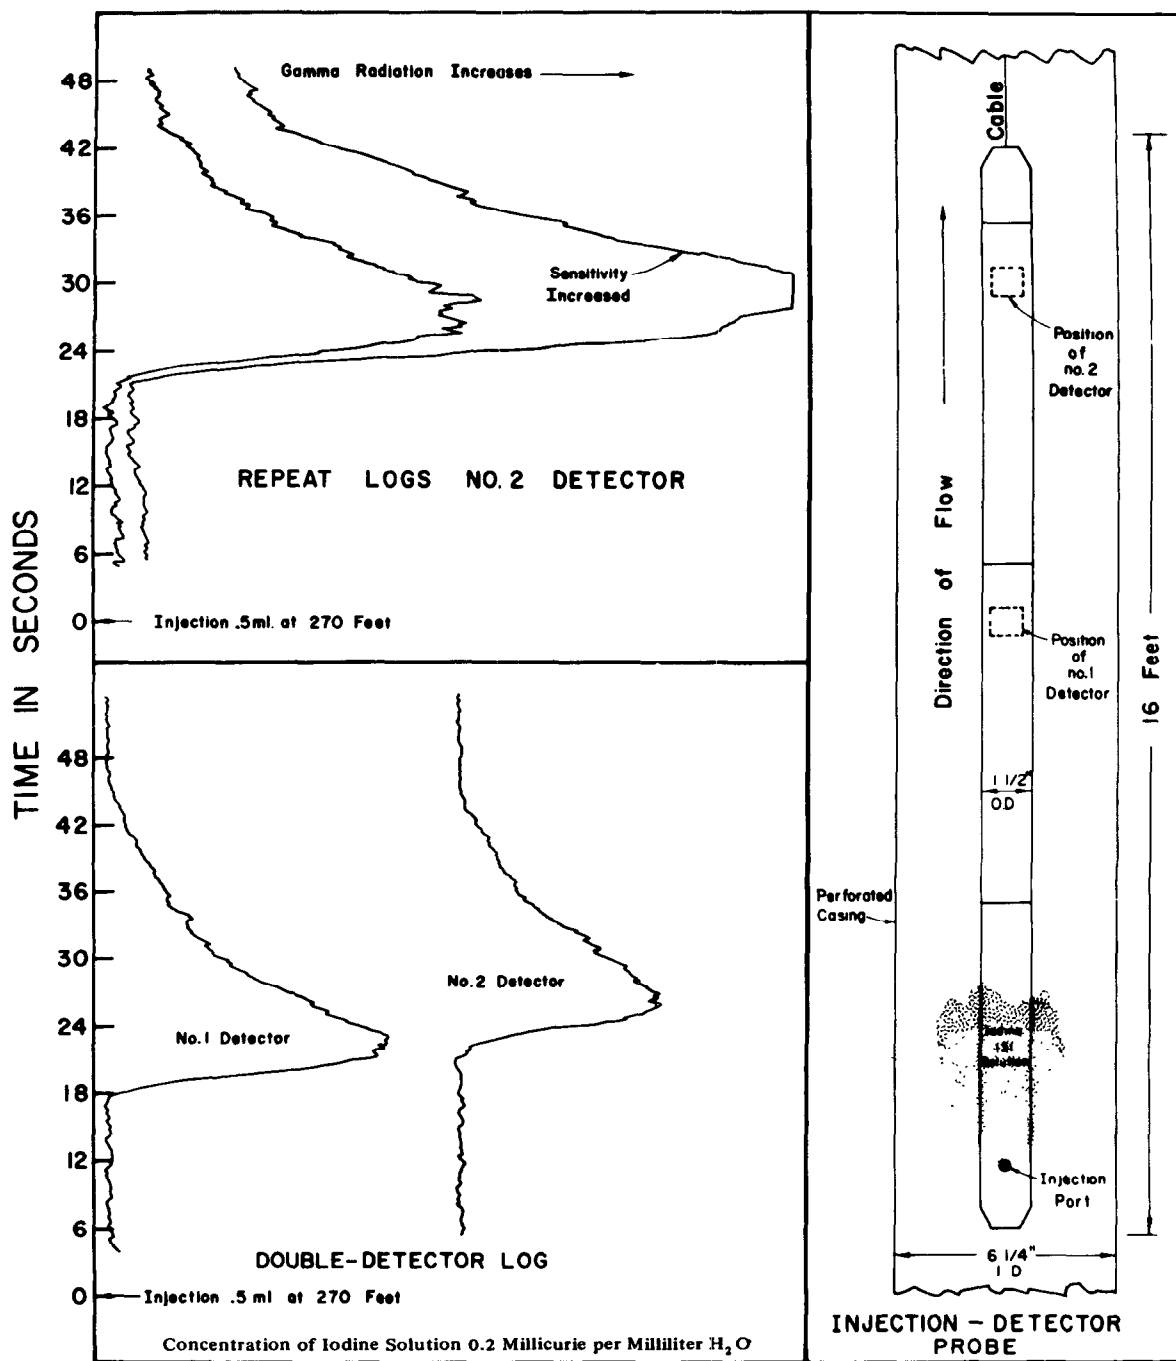 TIME IN SECONDS
48
42
36
30
24
18
12
6
0
Gamma Radiation Increases
Sensitivity
Increased
REPEAT LOGS NO. 2 DETECTOR
Injection .5ml. at 270 Feet
48
42
36
30
24
18
12
6
0
No. 1 Detector
No. 2 Detector
DOUBLE-DETECTOR LOG
Injection .5 ml at 270 Feet
Concentration of Iodine Solution 0.2 Millicurie per Milliliter H₂O
Cable
Direction of Flow
Position
of
no. 2
Detector
Position
of
no. 1
Detector
16 Feet
1 1/2"
O.D
Perforated
Casing
Iodine
131
Solution
Injection
Port
6 1/4"
I D
INJECTION - DETECTOR
PROBE